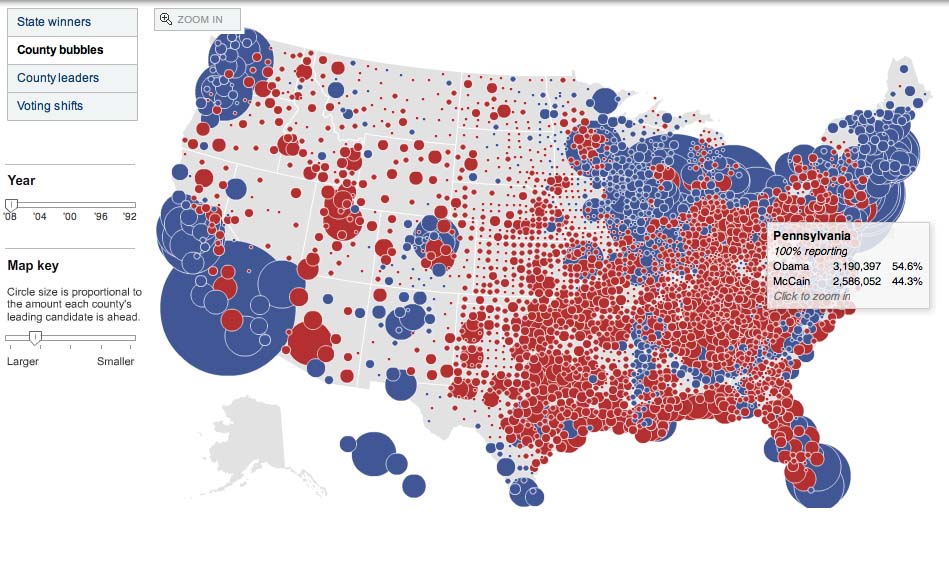 State winners
County bubbles
County leaders
Voting shifts
ZOOM IN
Year
'08 '04 '00 '96 '92
Map key
Circle size is proportional to
the amount each county's
leading candidate is ahead.
Larger Smaller
Pennsylvania
100% reporting
Obama 3,190,397 54.6%
McCain 2,586,052 44.3%
Click to zoom in